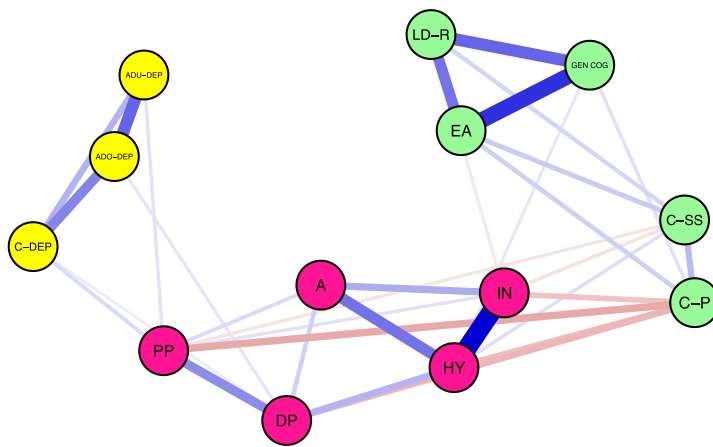 LD−R
GEN COG
ADU−DEP
EA
ADO−DEP
C−SS
C−DEP
A
IN
C−P
PP
HY
DP